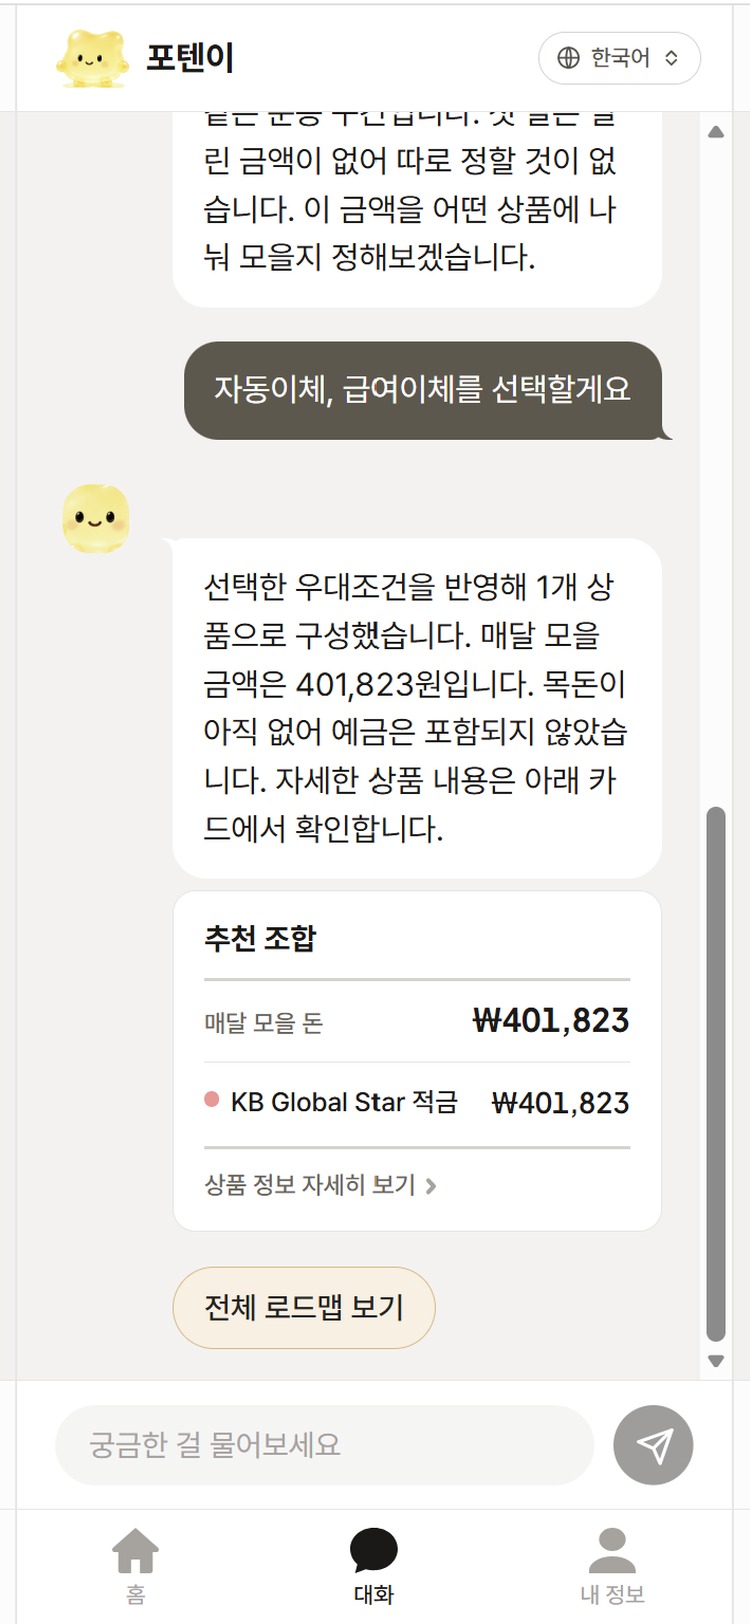 포텐이
한국어
린 금액이 없어 따로 정할 것이 없
습니다. 이 금액을 어떤 상품에 나
눠 모을지 정해보겠습니다.
자동이체, 급여이체를 선택할게요
선택한 우대조건을 반영해 1개 상
품으로 구성했습니다. 매달 모을
금액은 401,823원입니다. 목돈이
아직 없어 예금은 포함되지 않았습
니다. 자세한 상품 내용은 아래 카
드에서 확인합니다.
추천 조합
매달 모을 돈 ₩401,823
KB Global Star 적금 ₩401,823
상품 정보 자세히 보기
전체 로드맵 보기
궁금한 걸 물어보세요
홈 대화 내 정보